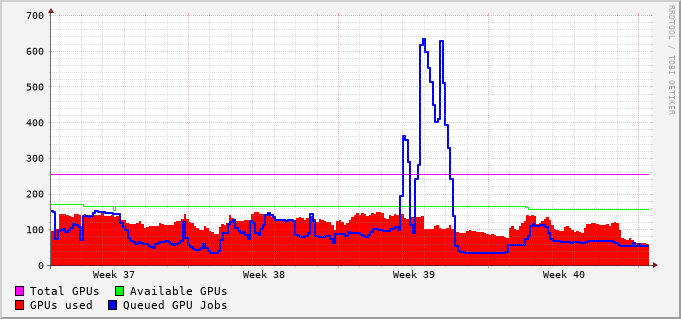 700
600
500
400
300
200
100
0
Week 37 Week 38 Week 39 Week 40
Total GPUs Available GPUs
GPUs used Queued GPU Jobs
RRDTOOL / TOBI OETIKER